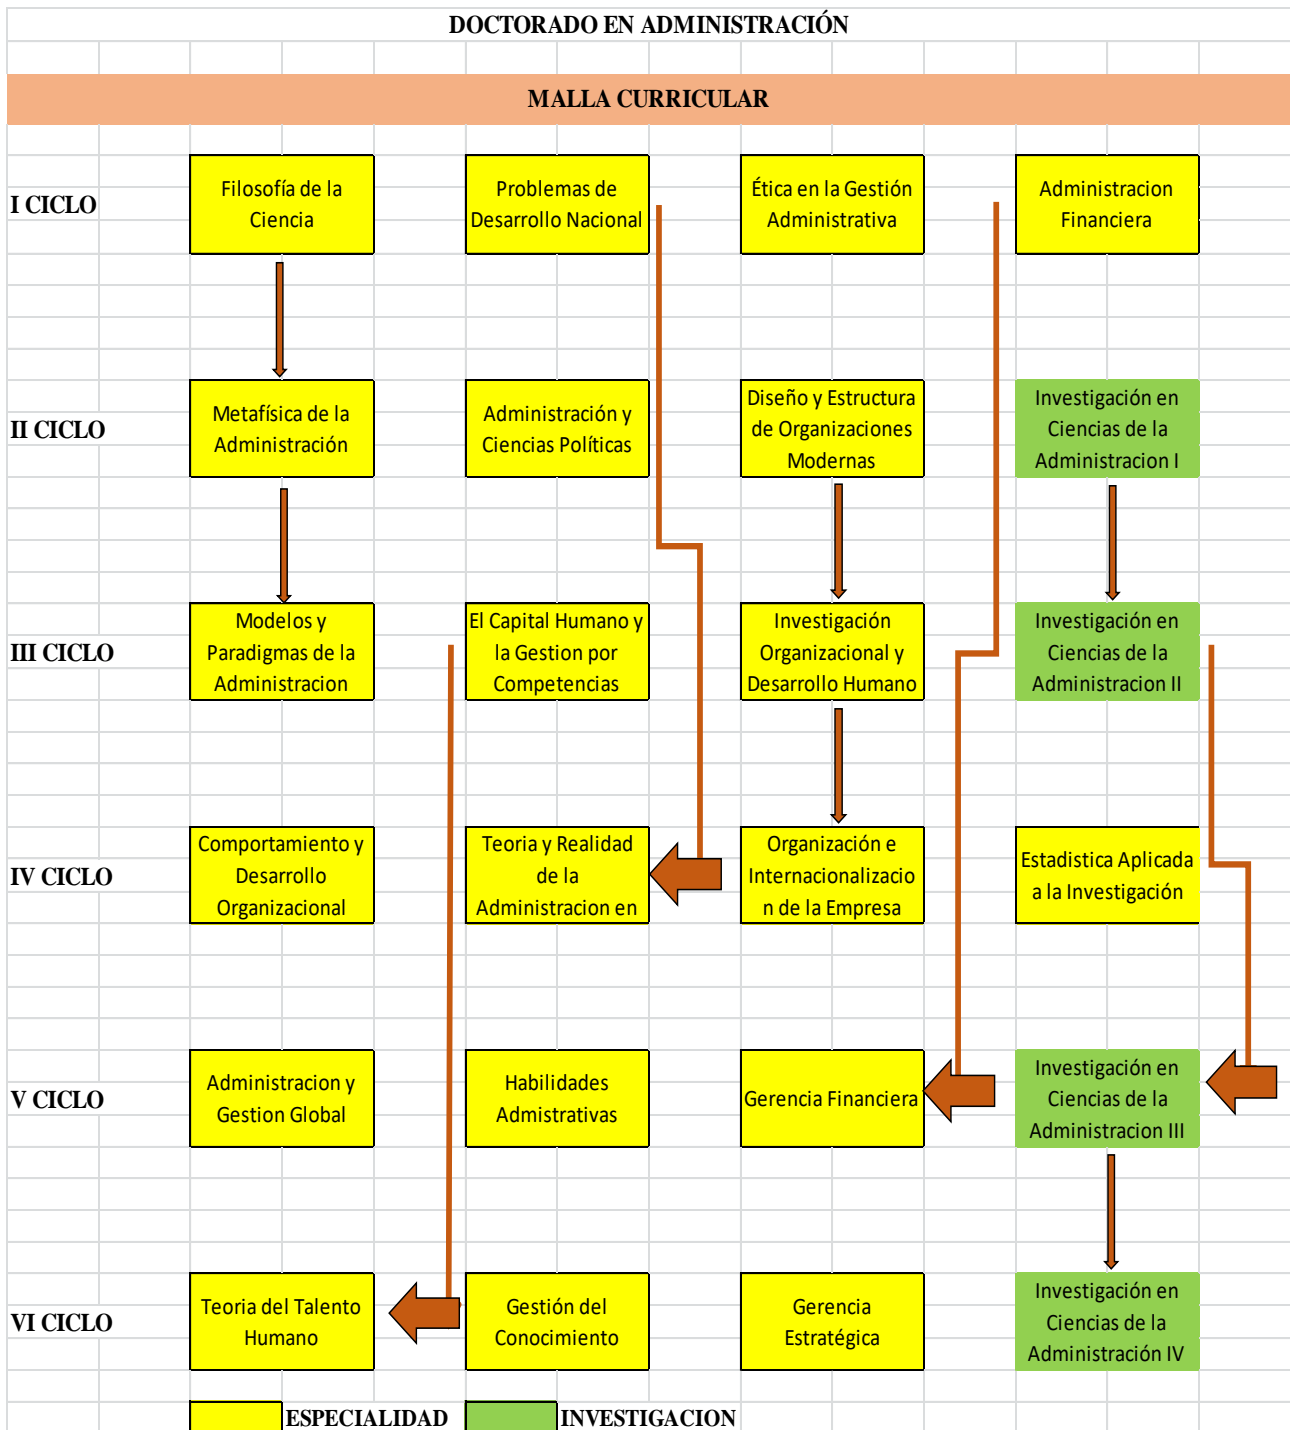 DOCTORADO EN ADMINISTRACIÓN
MALLA CURRICULAR
I CICLO
Filosofía de la
Ciencia
Problemas de
Desarrollo Nacional
Ética en la Gestión
Administrativa
Administracion
Financiera
II CICLO
Metafísica de la
Administración
Administración y
Ciencias Políticas
Diseño y Estructura
de Organizaciones
Modernas
Investigación en
Ciencias de la
Administracion I
III CICLO
Modelos y
Paradigmas de la
Administracion
El Capital Humano y
la Gestion por
Competencias
Investigación
Organizacional y
Desarrollo Humano
Investigación en
Ciencias de la
Administracion II
IV CICLO
Comportamiento y
Desarrollo
Organizacional
Teoria y Realidad
de la
Administracion en
Organización e
Internacionalizacio
n de la Empresa
Estadistica Aplicada
a la Investigación
V CICLO
Administracion y
Gestion Global
Habilidades
Admistrativas
Gerencia Financiera
Investigación en
Ciencias de la
Administracion III
VI CICLO
Teoria del Talento
Humano
Gestión del
Conocimiento
Gerencia
Estratégica
Investigación en
Ciencias de la
Administración IV
ESPECIALIDAD
INVESTIGACION